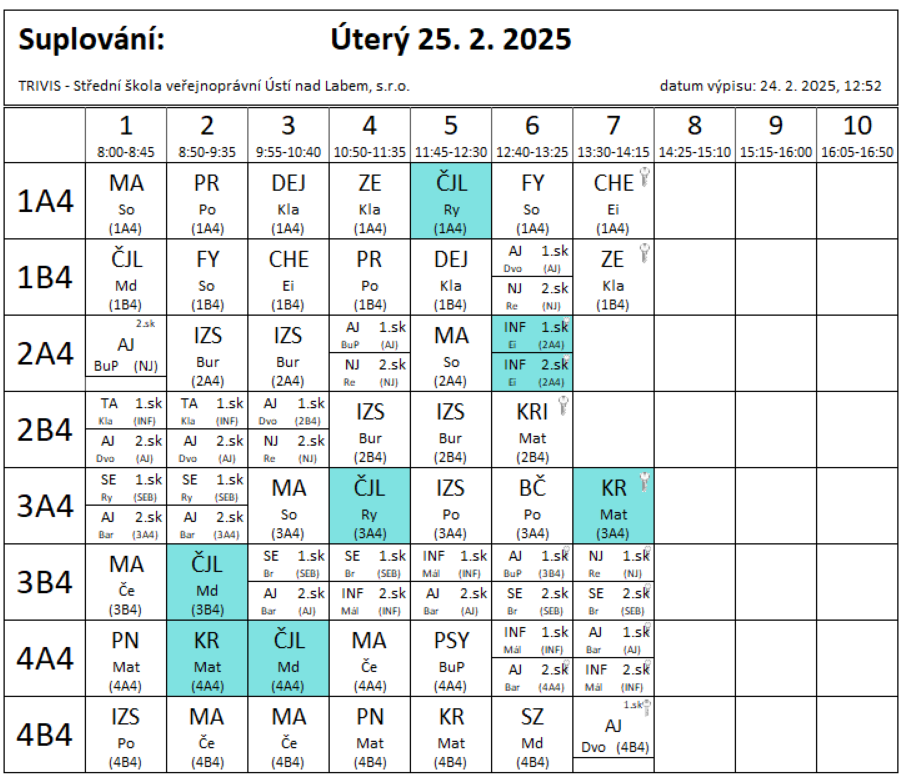 Suplování: Úterý 25. 2. 2025
TRIVIS - Střední škola veřejnoprávní Ústí nad Labem, s.r.o. datum výpisu: 24. 2. 2025, 12:52
1 2 3 4 5 6 7 8 9 10
8:00-8:45 8:50-9:35 9:55-10:40 10:50-11:35 11:45-12:30 12:40-13:25 13:30-14:15 14:25-15:10 15:15-16:00 16:05-16:50
1A4
MA PR DEJ ZE ČJL FY CHE
So Po Kla Kla Ry So Ei
(1A4) (1A4) (1A4) (1A4) (1A4) (1A4) (1A4)
1B4
ČJL FY CHE PR DEJ AJ 1.sk ZE
Md So Ei Po Kla Dvo (AJ) Kla
(1B4) (1B4) (1B4) (1B4) (1B4) NJ 2.sk (1B4)
Re (NJ)
2A4
2.sk IZS IZS AJ 1.sk MA INF 1.sk
AJ Bur Bur BuP (AJ) So Ei (2A4)
BuP (NJ) (2A4) (2A4) NJ 2.sk (2A4) INF 2.sk
Re (NJ) Ei (2A4)
2B4
TA 1.sk TA 1.sk AJ 1.sk IZS IZS KRI
Kla (INF) Kla (INF) Dvo (2B4) Bur Bur Mat
AJ 2.sk AJ 2.sk NJ 2.sk (2B4) (2B4) (2B4)
Dvo (AJ) Dvo (AJ) Re (NJ)
3A4
SE 1.sk SE 1.sk MA ČJL IZS BČ KR
Ry (SEB) Ry (SEB) So Ry Po Po Mat
AJ 2.sk AJ 2.sk (3A4) (3A4) (3A4) (3A4) (3A4)
Bar (3A4) Bar (3A4)
3B4
MA ČJL SE 1.sk SE 1.sk INF 1.sk AJ 1.sk NJ 1.sk
Če Md Br (SEB) Br (SEB) Mál (INF) BuP (3B4) Re (NJ)
(3B4) (3B4) AJ 2.sk INF 2.sk AJ 2.sk SE 2.sk SE 2.sk
Bar (AJ) Mál (INF) Bar (AJ) Br (SEB) Br (SEB)
4A4
PN KR ČJL MA PSY INF 1.sk AJ 1.sk
Mat Mat Md Če BuP Mál (INF) Bar (AJ)
(4A4) (4A4) (4A4) (4A4) (4A4) AJ 2.sk INF 2.sk
Bar (4A4) Mál (INF)
4B4
IZS MA MA PN KR SZ 1.sk
Po Če Če Mat Mat Md AJ
(4B4) (4B4) (4B4) (4B4) (4B4) (4B4) Dvo (4B4)